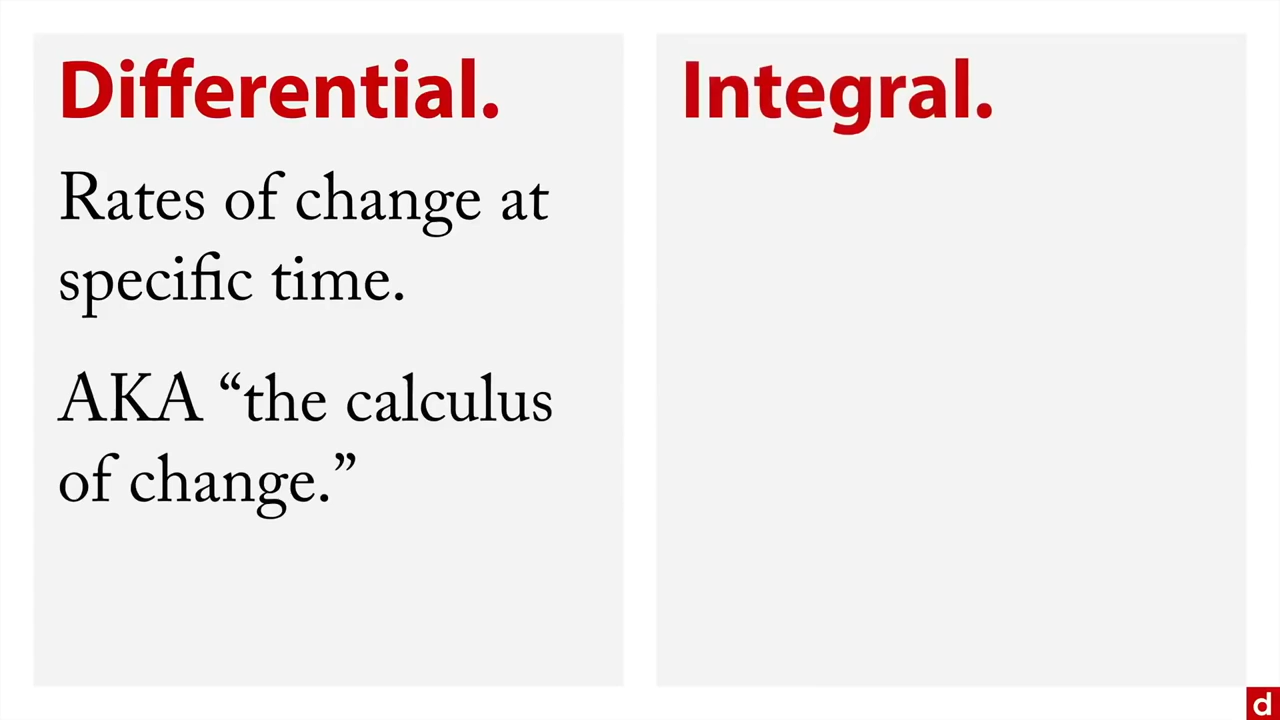 Differential.
Rates of change at
specific time.
AKA “the calculus
of change.”
Integral.
d